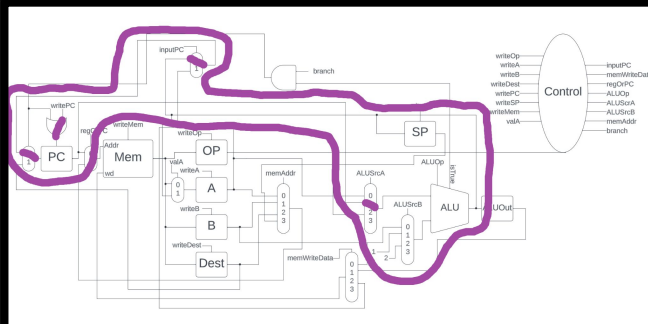 inputPC
1
branch
writePC
regOrPC
writeMem
PC
Addr
Mem
wd
writeOp
OP
valA
writeA
0
1
A
writeB
B
writeDest
Dest
memAddr
0
1
2
3
memWriteData
0
1
2
3
SP
ALUOp
isTrue
ALUSrcA
0
2
3
ALUSrcB
0
1
2
3
1
2
ALU
ALUOut
writeOp
writeA
writeB
writeDest
writePC
writeSP
writeMem
valA
Control
inputPC
memWriteData
regOrPC
ALUOp
ALUScrA
ALUSrcB
memAddr
branch